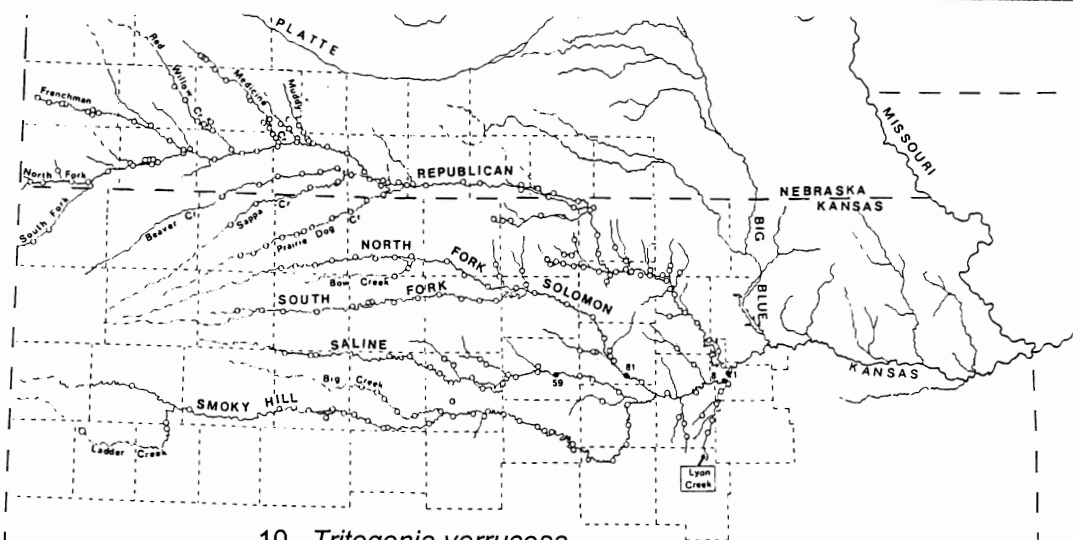 PLATTE
Red
Willow Cr
Medicine Cr
Muddy Cr
Frenchman
MISSOURI
North Fork
South Fork
REPUBLICAN
NEBRASKA
KANSAS
Beaver Cr
Sappa Cr
Prairie Dog Cr
BIG BLUE
NORTH FORK
Bow Creek
SOLOMON
SOUTH FORK
SALINE
Big Creek
59
81
KANSAS
SMOKY HILL
Ladder Creek
Lyon
Creek
10. Tritogonia verrucosa